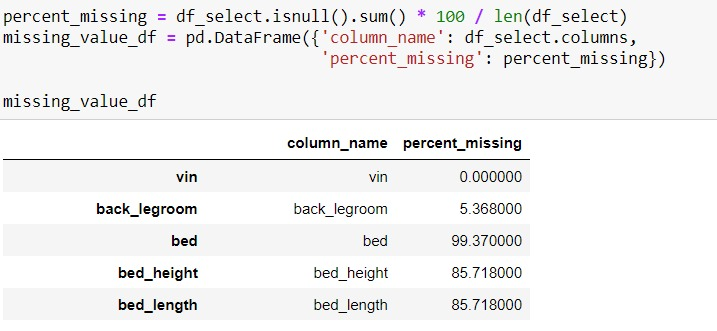 percent_missing = df_select.isnull().sum() * 100 / len(df_select)
missing_value_df = pd.DataFrame({'column_name': df_select.columns,
'percent_missing': percent_missing})
missing_value_df
column_name percent_missing
vin vin 0.000000
back_legroom back_legroom 5.368000
bed bed 99.370000
bed_height bed_height 85.718000
bed_length bed_length 85.718000